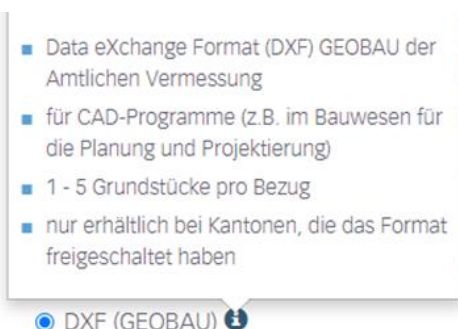 Data eXchange Format (DXF) GEOBAU der
Amtlichen Vermessung
für CAD-Programme (z.B. im Bauwesen für
die Planung und Projektierung)
1 - 5 Grundstücke pro Bezug
nur erhältlich bei Kantonen, die das Format
freigeschaltet haben
DXF (GEOBAU)